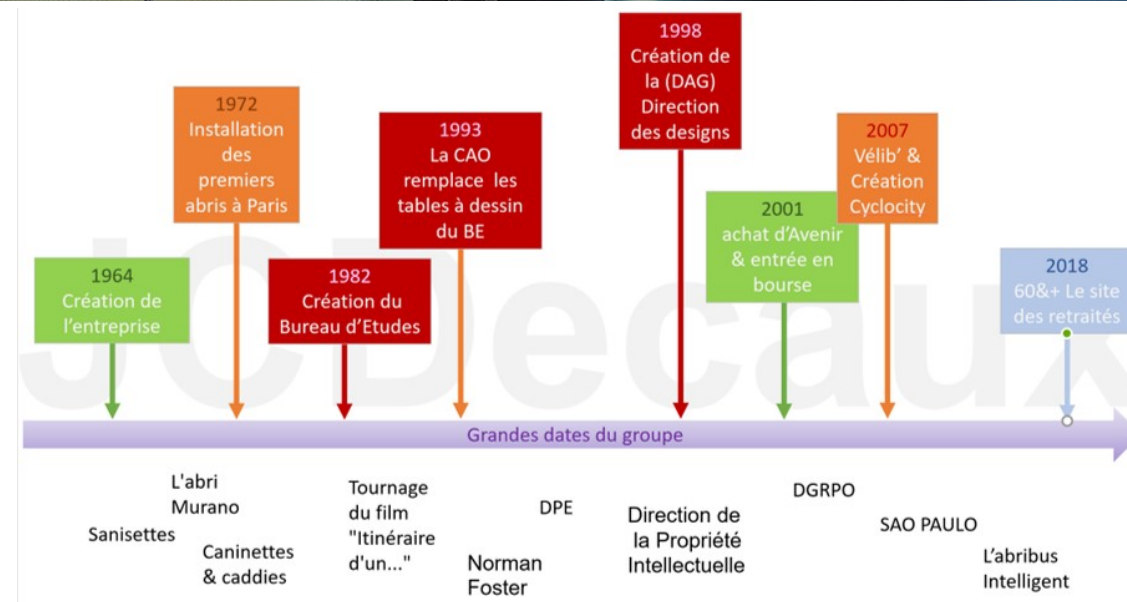 1964
Création de
l'entreprise
1972
Installation
des
premiers
abris à Paris
1982
Création du
Bureau d'Etudes
1993
La CAO
remplace les
tables à dessin
du BE
1998
Création de
la (DAG)
Direction
des designs
2001
achat d'Avenir
& entrée en
bourse
2007
Vélib' &
Création
Cyclocity
2018
60&+ Le site
des retraités
JCDecaux
Grandes dates du groupe
Sanisettes
L'abri
Murano
Caninettes
& caddies
Tournage
du film
"Itinéraire
d'un..."
Norman
Foster
DPE
Direction de
la Propriété
Intellectuelle
DGRPO
SAO PAULO
L'abribus
Intelligent